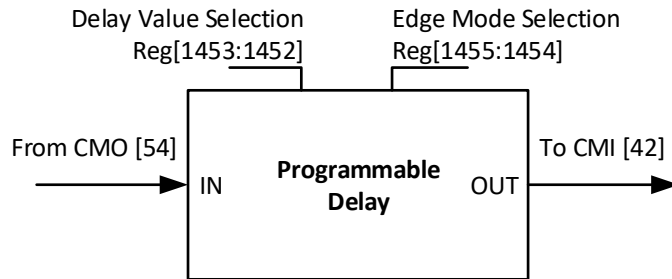 Delay Value Selection
Reg[1453:1452]
Edge Mode Selection
Reg[1455:1454]
From CMO [54]
IN
Programmable
Delay
OUT
To CMI [42]